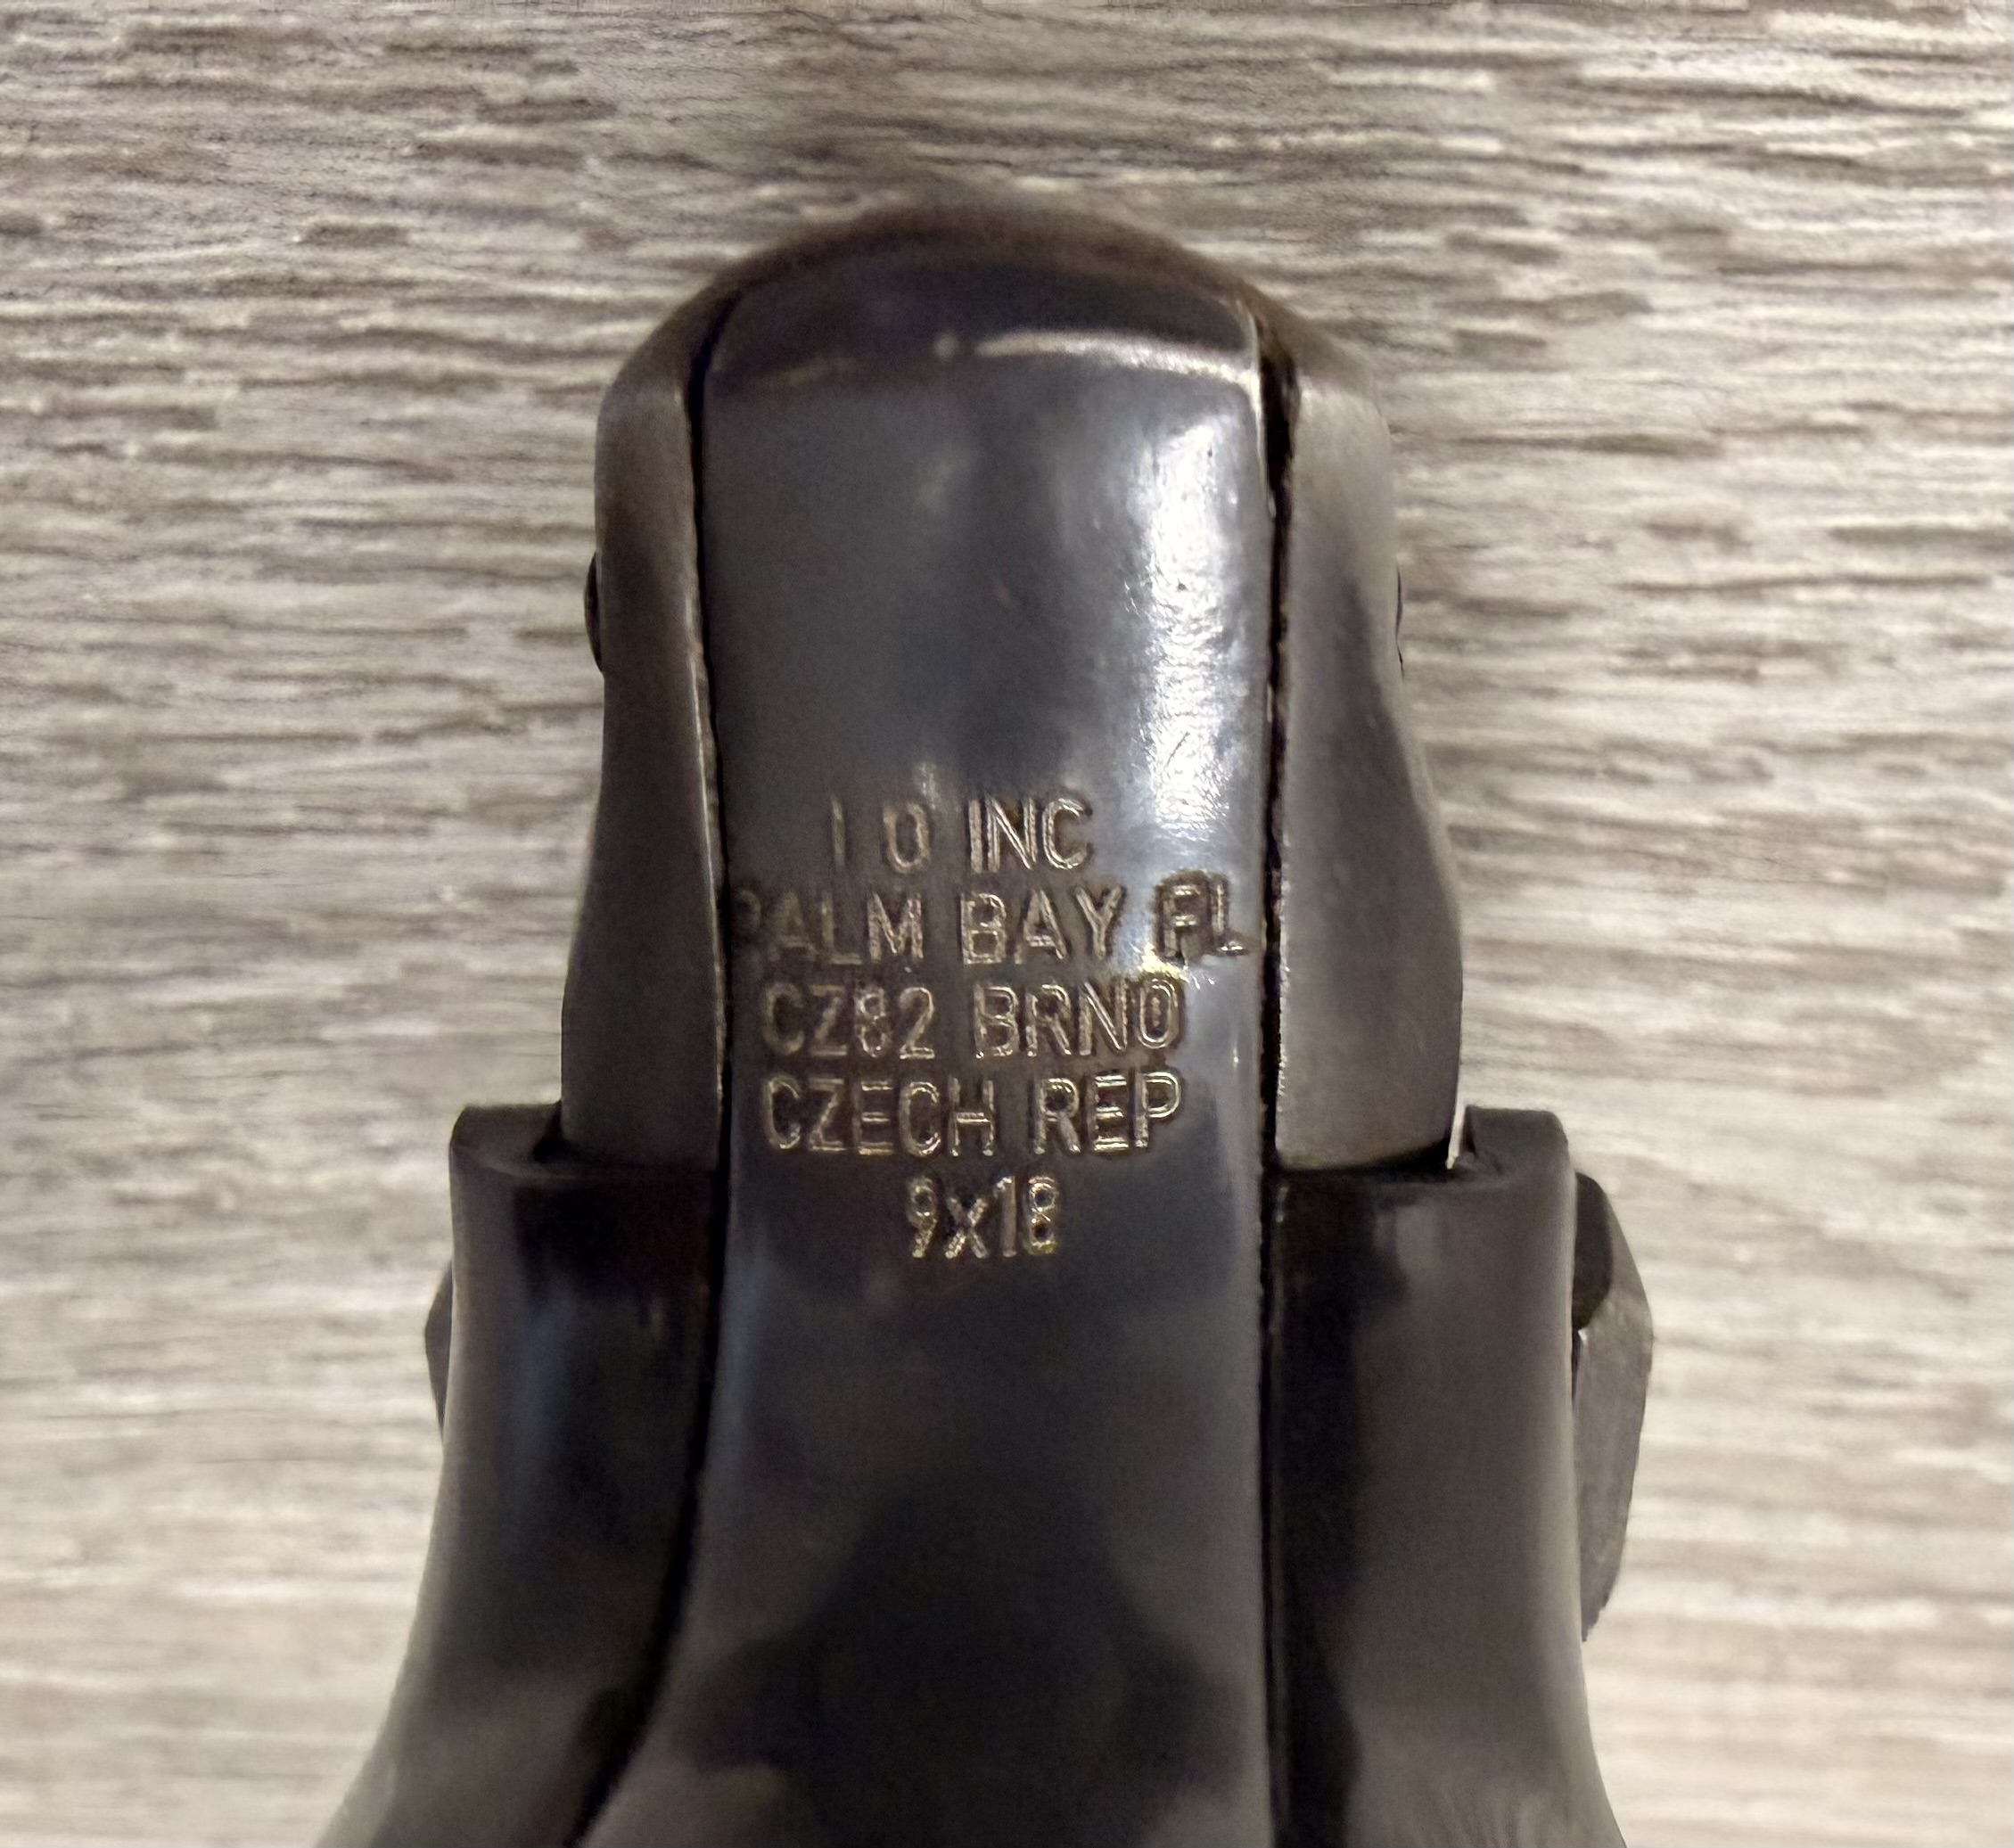 I O INC
PALM BAY FL
CZ82 BRNO
CZECH REP
9x18